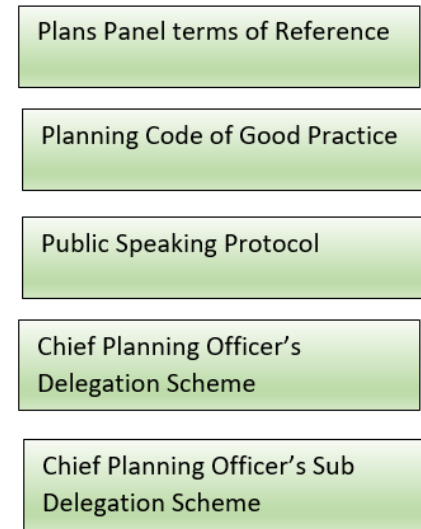 Plans Panel terms of Reference
Planning Code of Good Practice
Public Speaking Protocol
Chief Planning Officer's
Delegation Scheme
Chief Planning Officer's Sub
Delegation Scheme